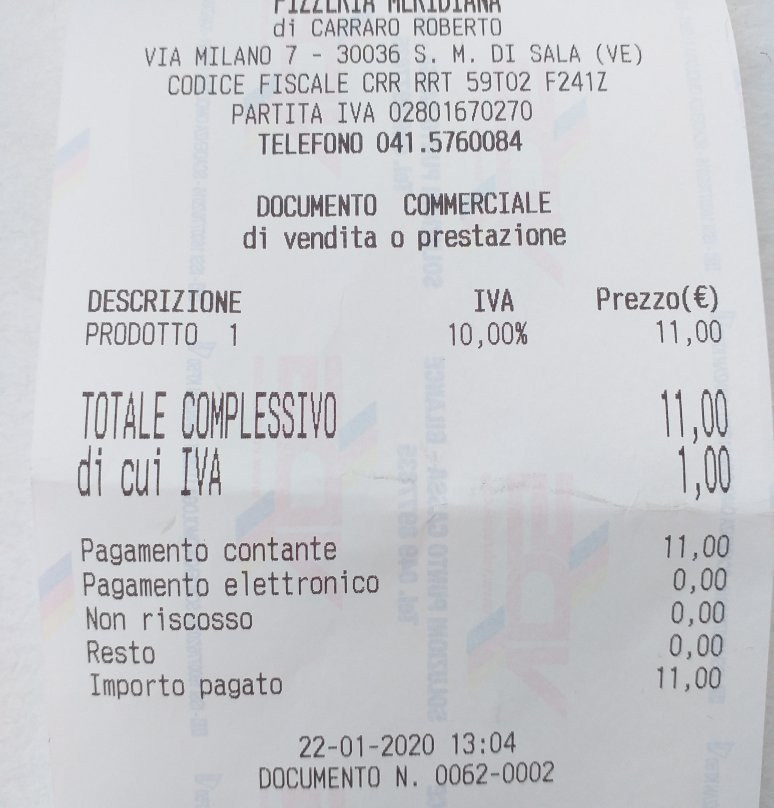 PIZZERIA MERIDIANA
di CARRARO ROBERTO
VIA MILANO 7 - 30036 S. M. DI SALA (VE)
CODICE FISCALE CRR RRT 59T02 F241Z
PARTITA IVA 02801670270
TELEFONO 041.5760084
DOCUMENTO COMMERCIALE
di vendita o prestazione
DESCRIZIONE IVA Prezzo(€)
PRODOTTO 1 10,00% 11,00
TOTALE COMPLESSIVO 11,00
di cui IVA 1,00
Pagamento contante 11,00
Pagamento elettronico 0,00
Non riscosso 0,00
Resto 0,00
Importo pagato 11,00
22-01-2020 13:04
DOCUMENTO N. 0062-0002